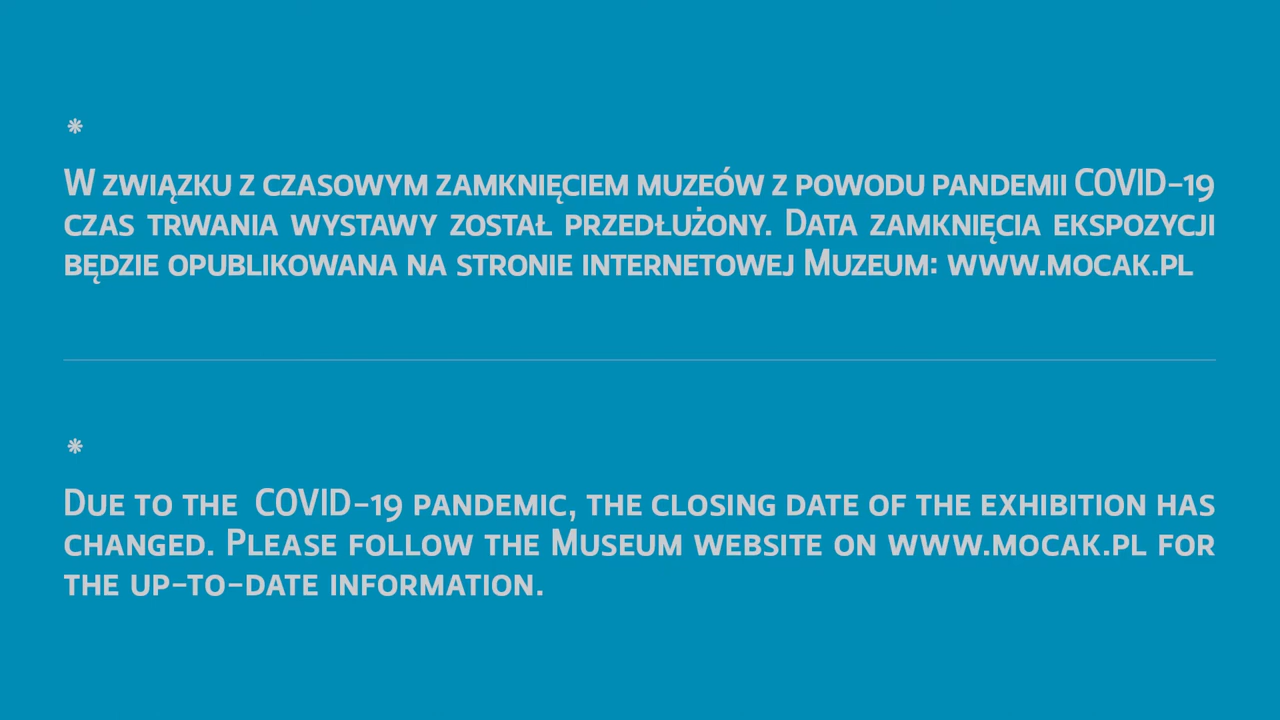 *
W ZWIĄZKU Z CZASOWYM ZAMKNIĘCIEM MUZEÓW Z POWODU PANDEMII COVID-19
CZAS TRWANIA WYSTAWY ZOSTAŁ PRZEDŁUŻONY. DATA ZAMKNIĘCIA EKSPOZYCJI
BĘDZIE OPUBLIKOWANA NA STRONIE INTERNETOWEJ MUZEUM: WWW.MOCAK.PL
*
DUE TO THE COVID-19 PANDEMIC, THE CLOSING DATE OF THE EXHIBITION HAS
CHANGED. PLEASE FOLLOW THE MUSEUM WEBSITE ON WWW.MOCAK.PL FOR
THE UP-TO-DATE INFORMATION.